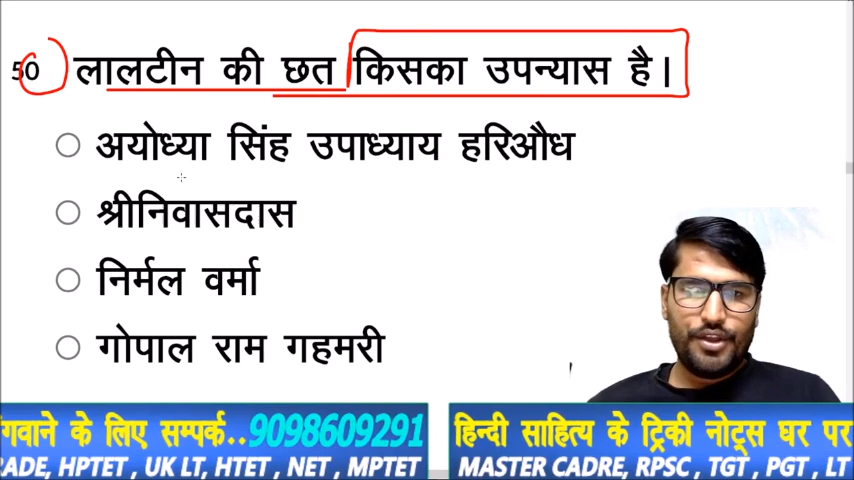 50 लालटीन की छत किसका उपन्यास है।
अयोध्या सिंह उपाध्याय हरिऔध
श्रीनिवासदास
निर्मल वर्मा
गोपाल राम गहमरी
गवाने के लिए सम्पर्क..9098609291 हिन्दी साहित्य के ट्रिकी नोट्स घर पर
RADE, HPTET , UK LT, HTET , NET , MPTET MASTER CADRE, RPSC , TGT , PGT , LT